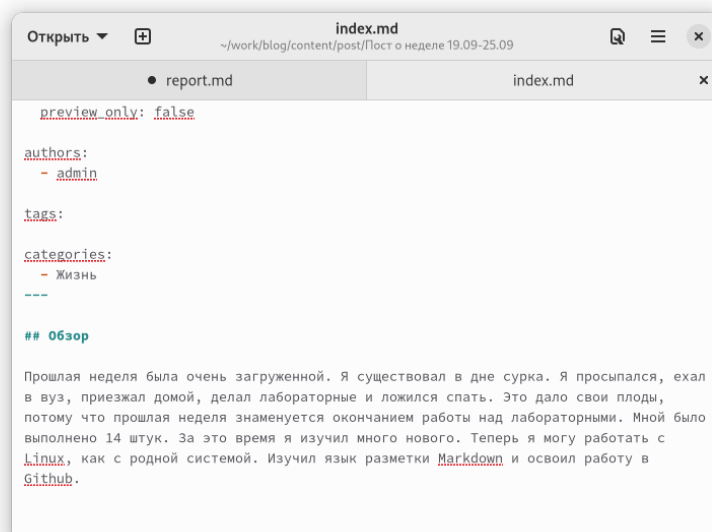 Открыть
index.md
~/work/blog/content/post/Пост о неделе 19.09-25.09
report.md
index.md
preview_only: false
authors:
- admin
tags:
categories:
- Жизнь
---
## Обзор
Прошлая неделя была очень загруженной. Я существовал в дне сурка. Я просыпался, ехал
в вуз, приезжал домой, делал лабораторные и ложился спать. Это дало свои плоды,
потому что прошлая неделя знаменуется окончанием работы над лабораторными. Мной было
выполнено 14 штук. За это время я изучил много нового. Теперь я могу работать с
Linux, как с родной системой. Изучил язык разметки Markdown и освоил работу в
Github.